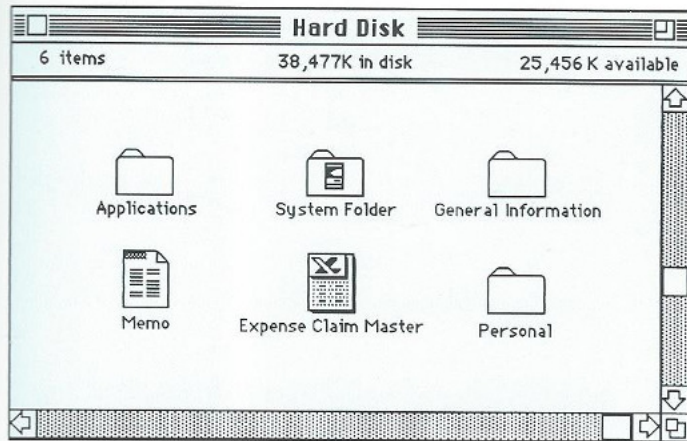 Hard Disk
6 items 38,477K in disk 25,456K available
Applications System Folder General Information
Memo Expense Claim Master Personal